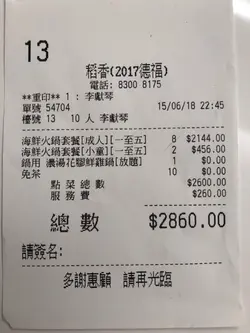 13
稻香(2017德福)
電話: 8300 8175
**重印** 1 : 李獻琴
單號 54704 15/06/18 22:45
檯號 13 10 人 李獻琴
海鮮火鍋套餐[成人][一至五] 8 $2144.00
海鮮火鍋套餐[小童][一至五] 2 $456.00
鍋用 濃湯花膠鮮雞鍋[放題] 1 $0.00
免茶 10 $0.00
點菜總數 $2600.00
服務費 $260.00
總數 $2860.00
請簽名:
多謝惠顧 請再光臨